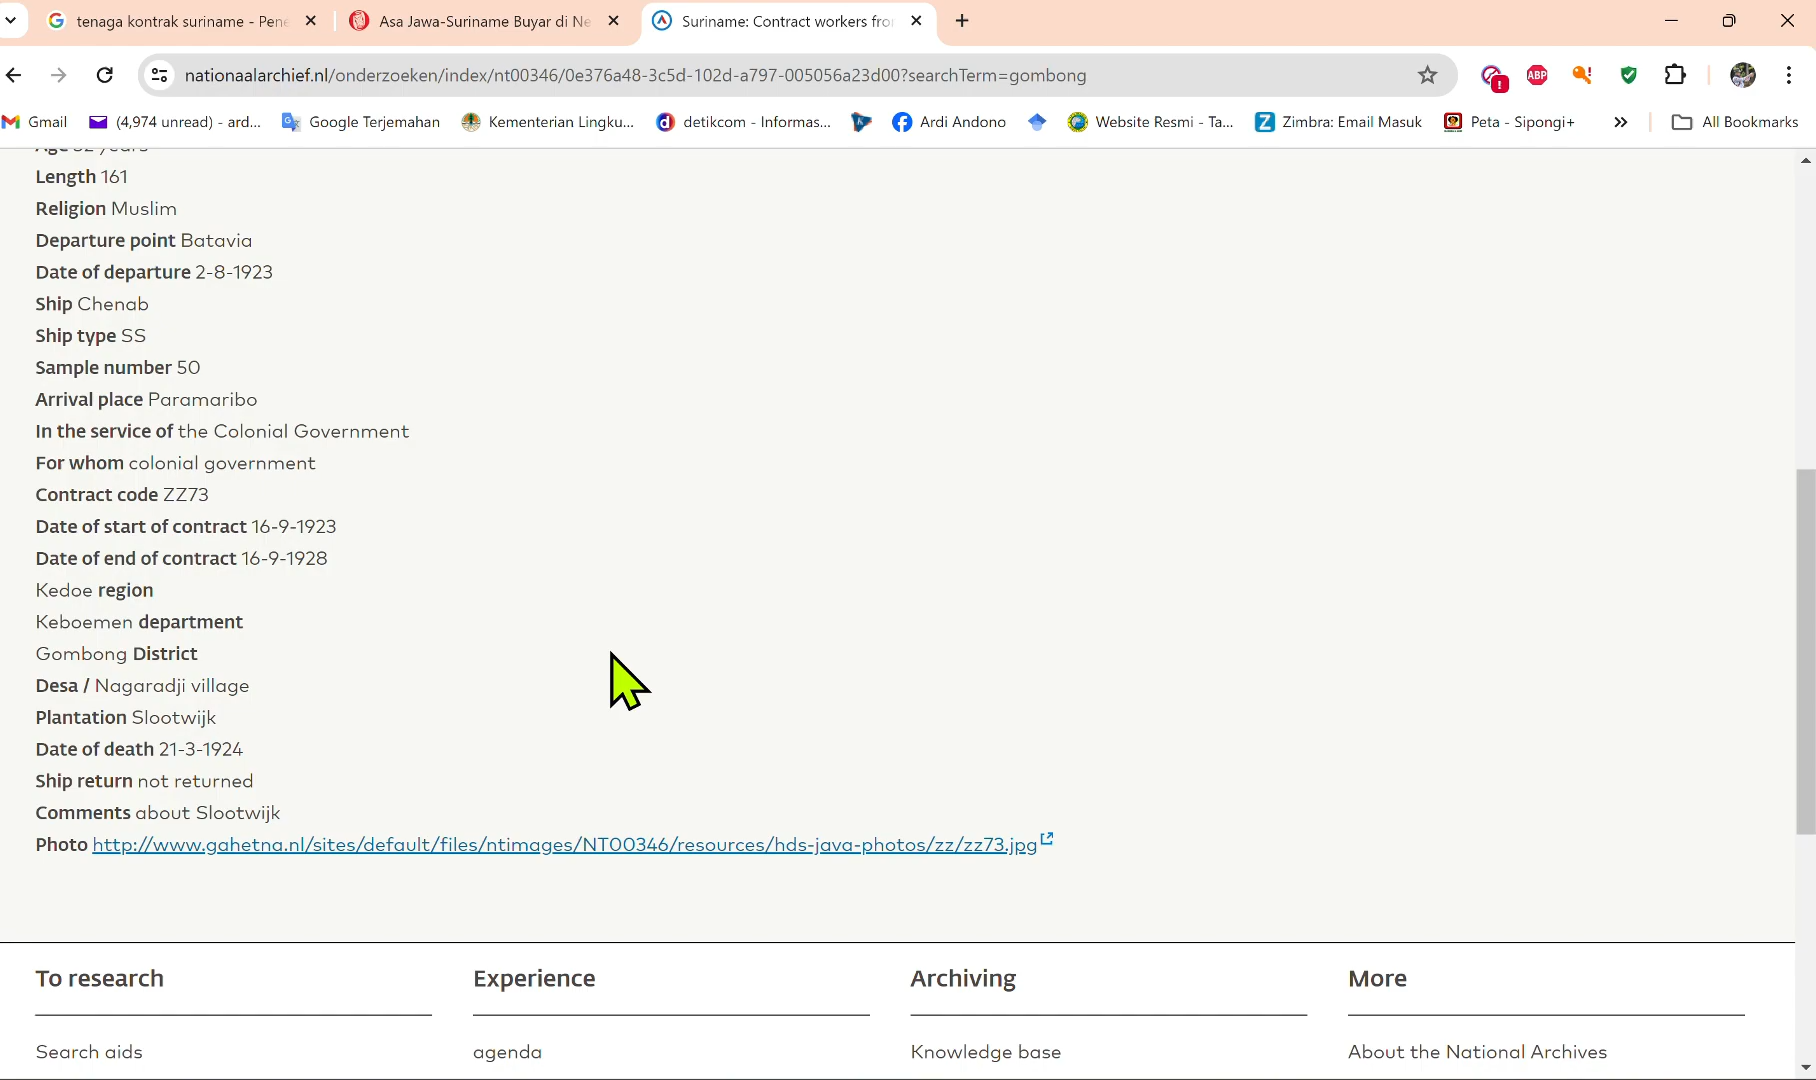 tenaga kontrak suriname - Pene
Asa Jawa-Suriname Buyar di Ne
Suriname: Contract workers fro
nationaalarchief.nl/onderzoeken/index/nt00346/0e376a48-3c5d-102d-a797-005056a23d00?searchTerm=gombong
ABP
Gmail
(4,974 unread) - ard...
Google Terjemahan
Kementerian Lingku...
detikcom - Informas...
Ardi Andono
Website Resmi - Ta...
Zimbra: Email Masuk
Peta - Sipongi+
All Bookmarks
Length 161
Religion Muslim
Departure point Batavia
Date of departure 2-8-1923
Ship Chenab
Ship type SS
Sample number 50
Arrival place Paramaribo
In the service of the Colonial Government
For whom colonial government
Contract code ZZ73
Date of start of contract 16-9-1923
Date of end of contract 16-9-1928
Kedoe region
Keboemen department
Gombong District
Desa / Nagaradji village
Plantation Slootwijk
Date of death 21-3-1924
Ship return not returned
Comments about Slootwijk
Photo http://www.gahetna.nl/sites/default/files/ntimages/NT00346/resources/hds-java-photos/zz/zz73.jpg
To research
Experience
Archiving
More
Search aids
agenda
Knowledge base
About the National Archives